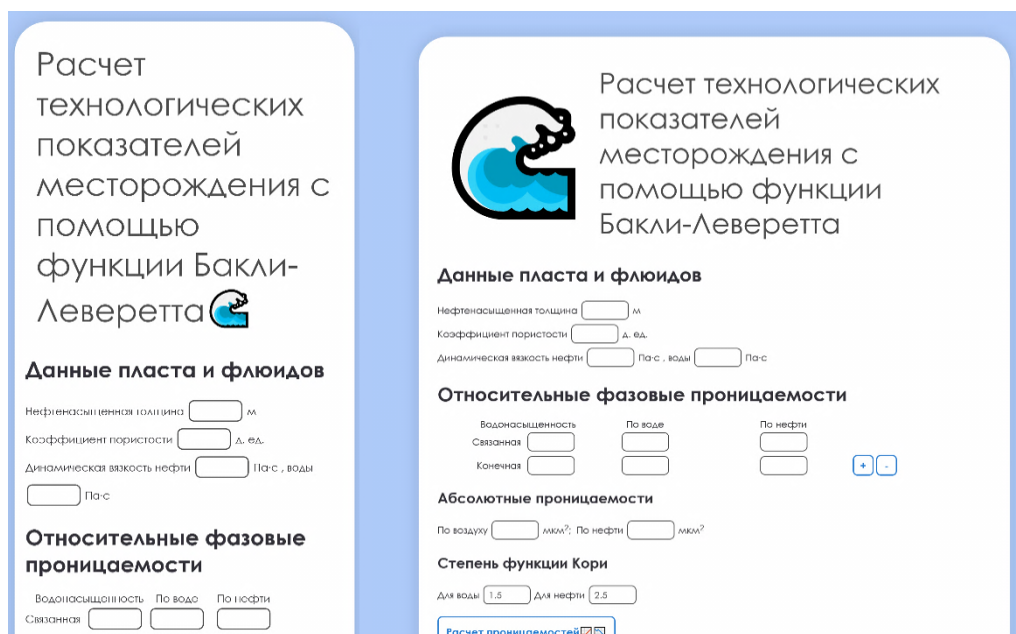 Расчет
технологических
показателей
месторождения с
помощью
функции Бакли-
Леверетта
Данные пласта и флюидов
Нефтенасыщенная толщина м
Коэффициент пористости д. ед.
Динамическая вязкость нефти Па·с , воды
Па·с
Относительные фазовые
проницаемости
Водонасыщенность По воде По нефти
Связанная
Расчет технологических
показателей
месторождения с
помощью функции
Бакли-Леверетта
Данные пласта и флюидов
Нефтенасыщенная толщина м
Коэффициент пористости д. ед.
Динамическая вязкость нефти Па·с , воды Па·с
Относительные фазовые проницаемости
Водонасыщенность По воде По нефти
Связанная
Конечная + -
Абсолютные проницаемости
По воздуху мкм²; По нефти мкм²
Степень функции Кори
Для воды 1.5 Для нефти 2.5
Расчет проницаемостей